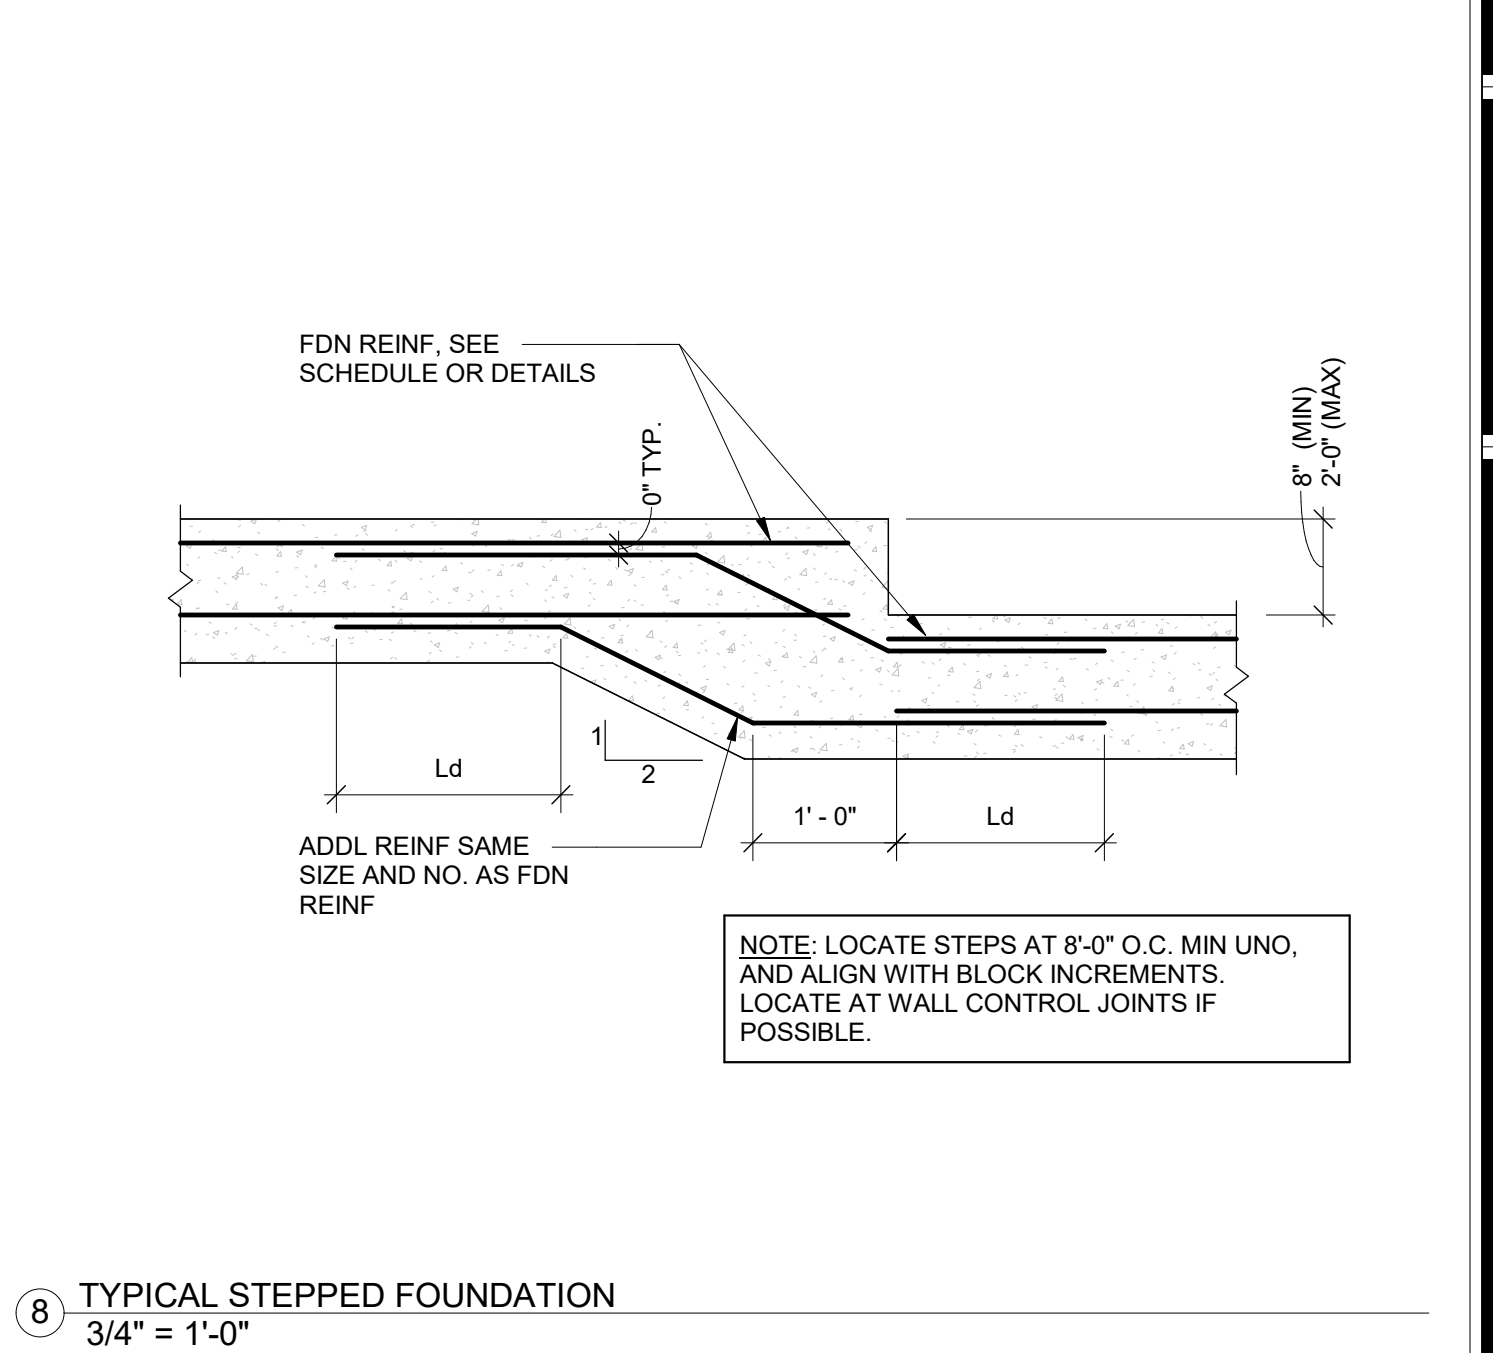 FDN REINF, SEE
SCHEDULE OR DETAILS
0" TYP.
8" (MIN)
2'-0" (MAX)
1
2
Ld
1' - 0"
Ld
ADDL REINF SAME
SIZE AND NO. AS FDN
REINF
NOTE: LOCATE STEPS AT 8'-0" O.C. MIN UNO,
AND ALIGN WITH BLOCK INCREMENTS.
LOCATE AT WALL CONTROL JOINTS IF
POSSIBLE.
8
TYPICAL STEPPED FOUNDATION
3/4" = 1'-0"